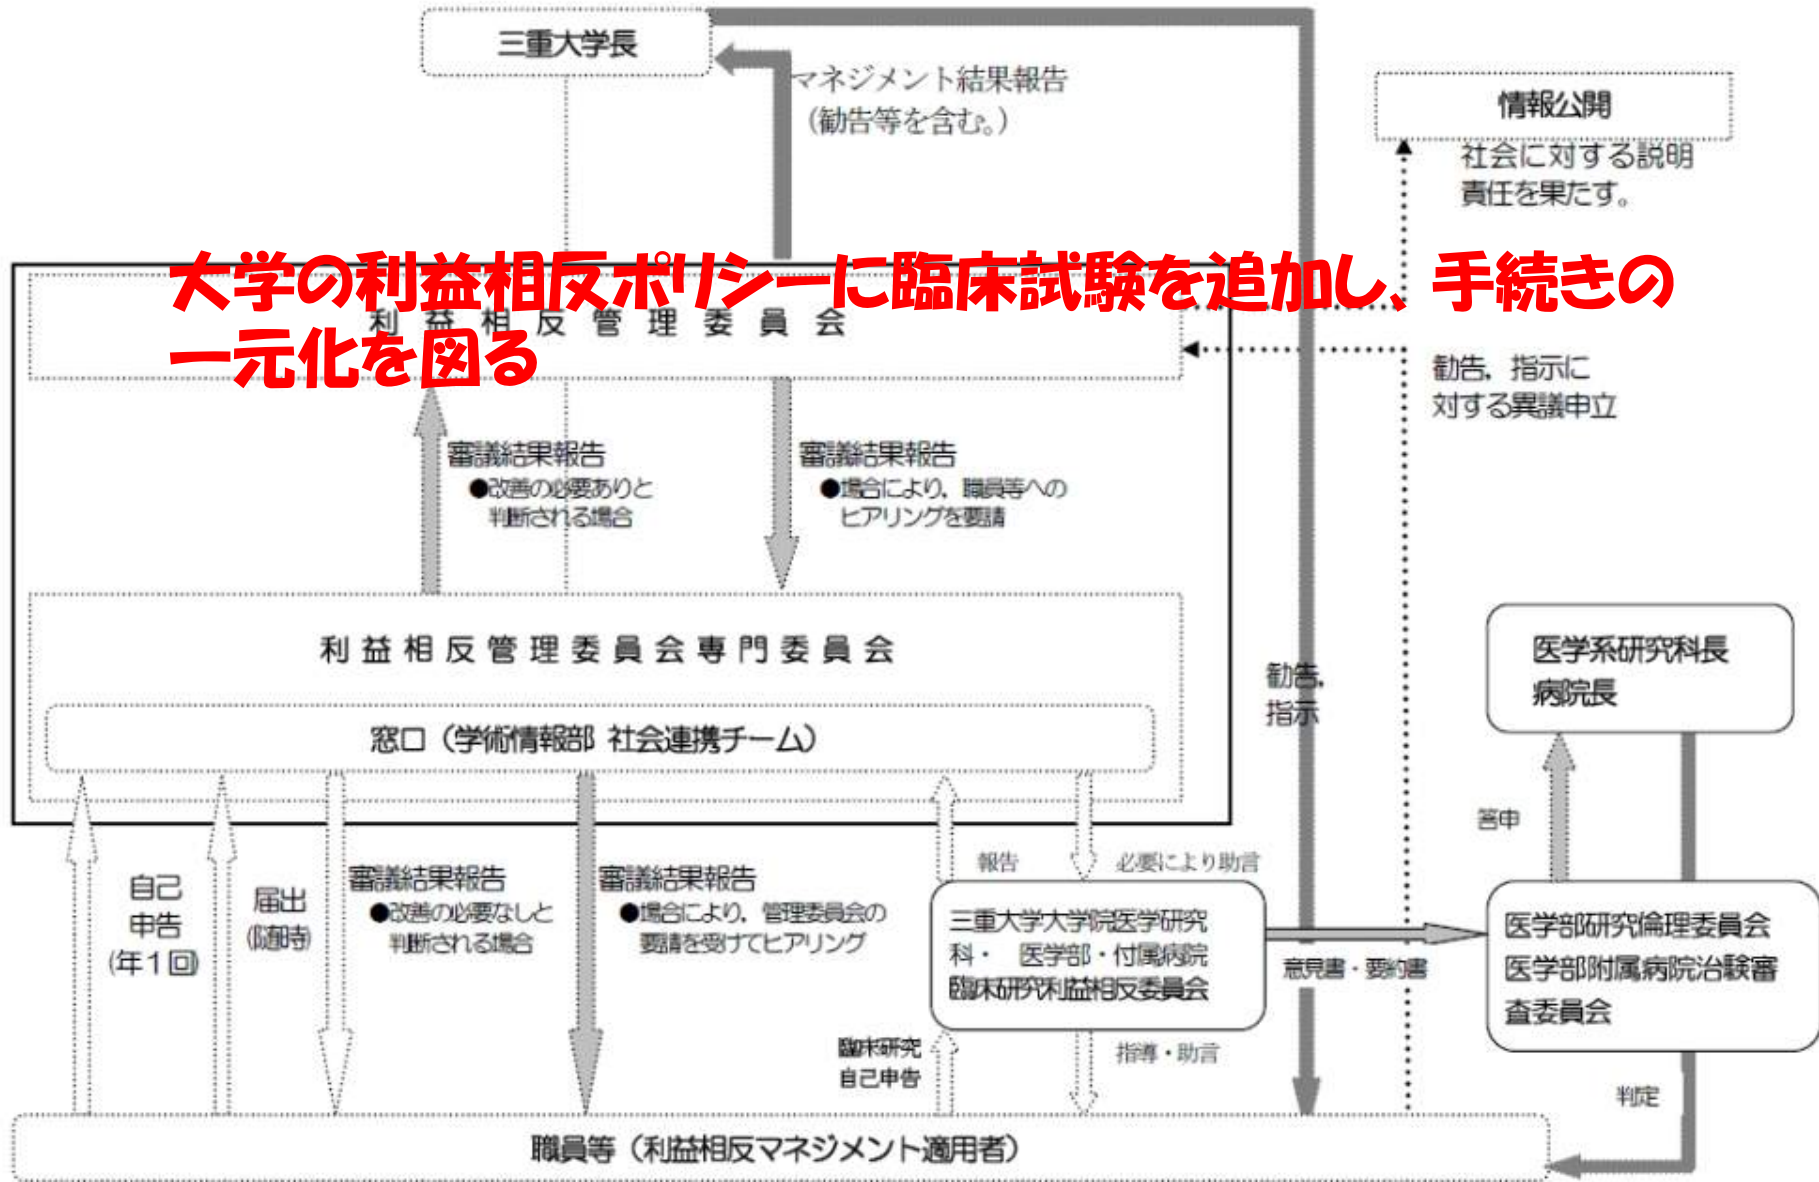 三重大学長
マネジメント結果報告
(勧告等を含む。)
情報公開
社会に対する説明
責任を果たす。
大学の利益相反ポリシーに臨床試験を追加し、手続きの
一元化を図る
利益相反管理委員会
勧告，指示に
対する異議申立
審議結果報告
●改善の必要ありと
判断される場合
審議結果報告
●場合により，職員等への
ヒアリングを要請
利益相反管理委員会専門委員会
窓口（学術情報部 社会連携チーム）
勧告，
指示
医学系研究科長
病院長
答申
自己
申告
(年１回)
届出
(随時)
審議結果報告
●改善の必要なしと
判断される場合
審議結果報告
●場合により，管理委員会の
要請を受けてヒアリング
報告
必要により助言
三重大学大学院医学研究
科・　医学部・付属病院
臨床研究利益相反委員会
意見書・要約書
医学部研究倫理委員会
医学部附属病院治験審
査委員会
臨床研究
自己申告
指導・助言
判定
職員等（利益相反マネジメント適用者）